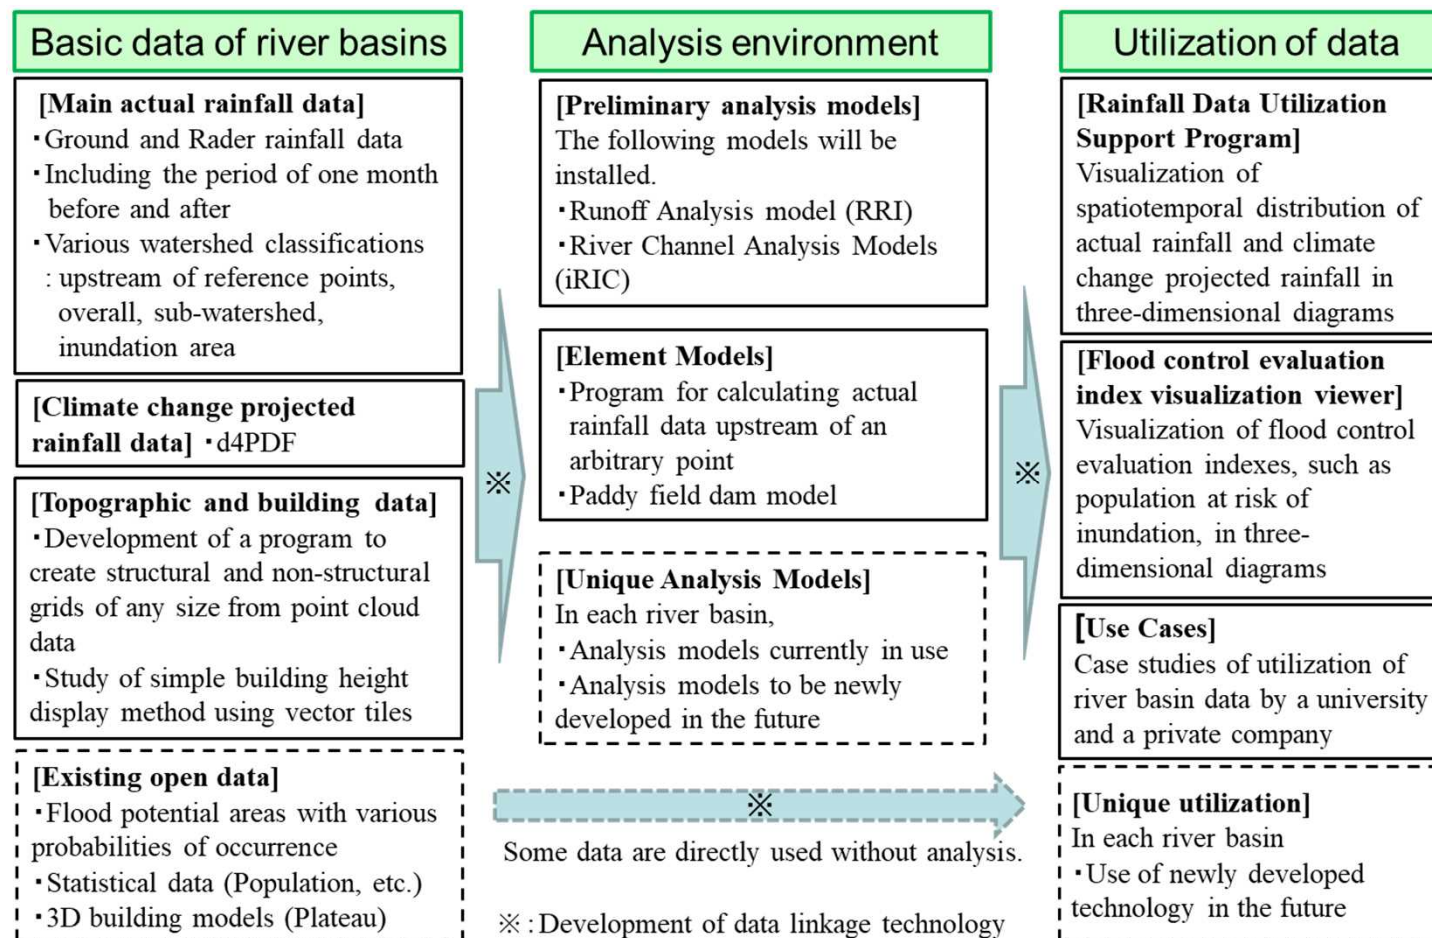 Basic data of river basins
[Main actual rainfall data]
・Ground and Rader rainfall data
・Including the period of one month
before and after
・Various watershed classifications
: upstream of reference points,
overall, sub-watershed,
inundation area
[Climate change projected
rainfall data] ・d4PDF
[Topographic and building data]
・Development of a program to
create structural and non-structural
grids of any size from point cloud
data
・Study of simple building height
display method using vector tiles
[Existing open data]
・Flood potential areas with various
probabilities of occurrence
・Statistical data (Population, etc.)
・3D building models (Plateau)
※
Analysis environment
[Preliminary analysis models]
The following models will be
installed.
・Runoff Analysis model (RRI)
・River Channel Analysis Models
(iRIC)
[Element Models]
・Program for calculating actual
rainfall data upstream of an
arbitrary point
・Paddy field dam model
[Unique Analysis Models]
In each river basin,
・Analysis models currently in use
・Analysis models to be newly
developed in the future
※
Some data are directly used without analysis.
※:Development of data linkage technology
※
Utilization of data
[Rainfall Data Utilization
Support Program]
Visualization of
spatiotemporal distribution of
actual rainfall and climate
change projected rainfall in
three-dimensional diagrams
[Flood control evaluation
index visualization viewer]
Visualization of flood control
evaluation indexes, such as
population at risk of
inundation, in three-
dimensional diagrams
[Use Cases]
Case studies of utilization of
river basin data by a university
and a private company
[Unique utilization]
In each river basin
・Use of newly developed
technology in the future